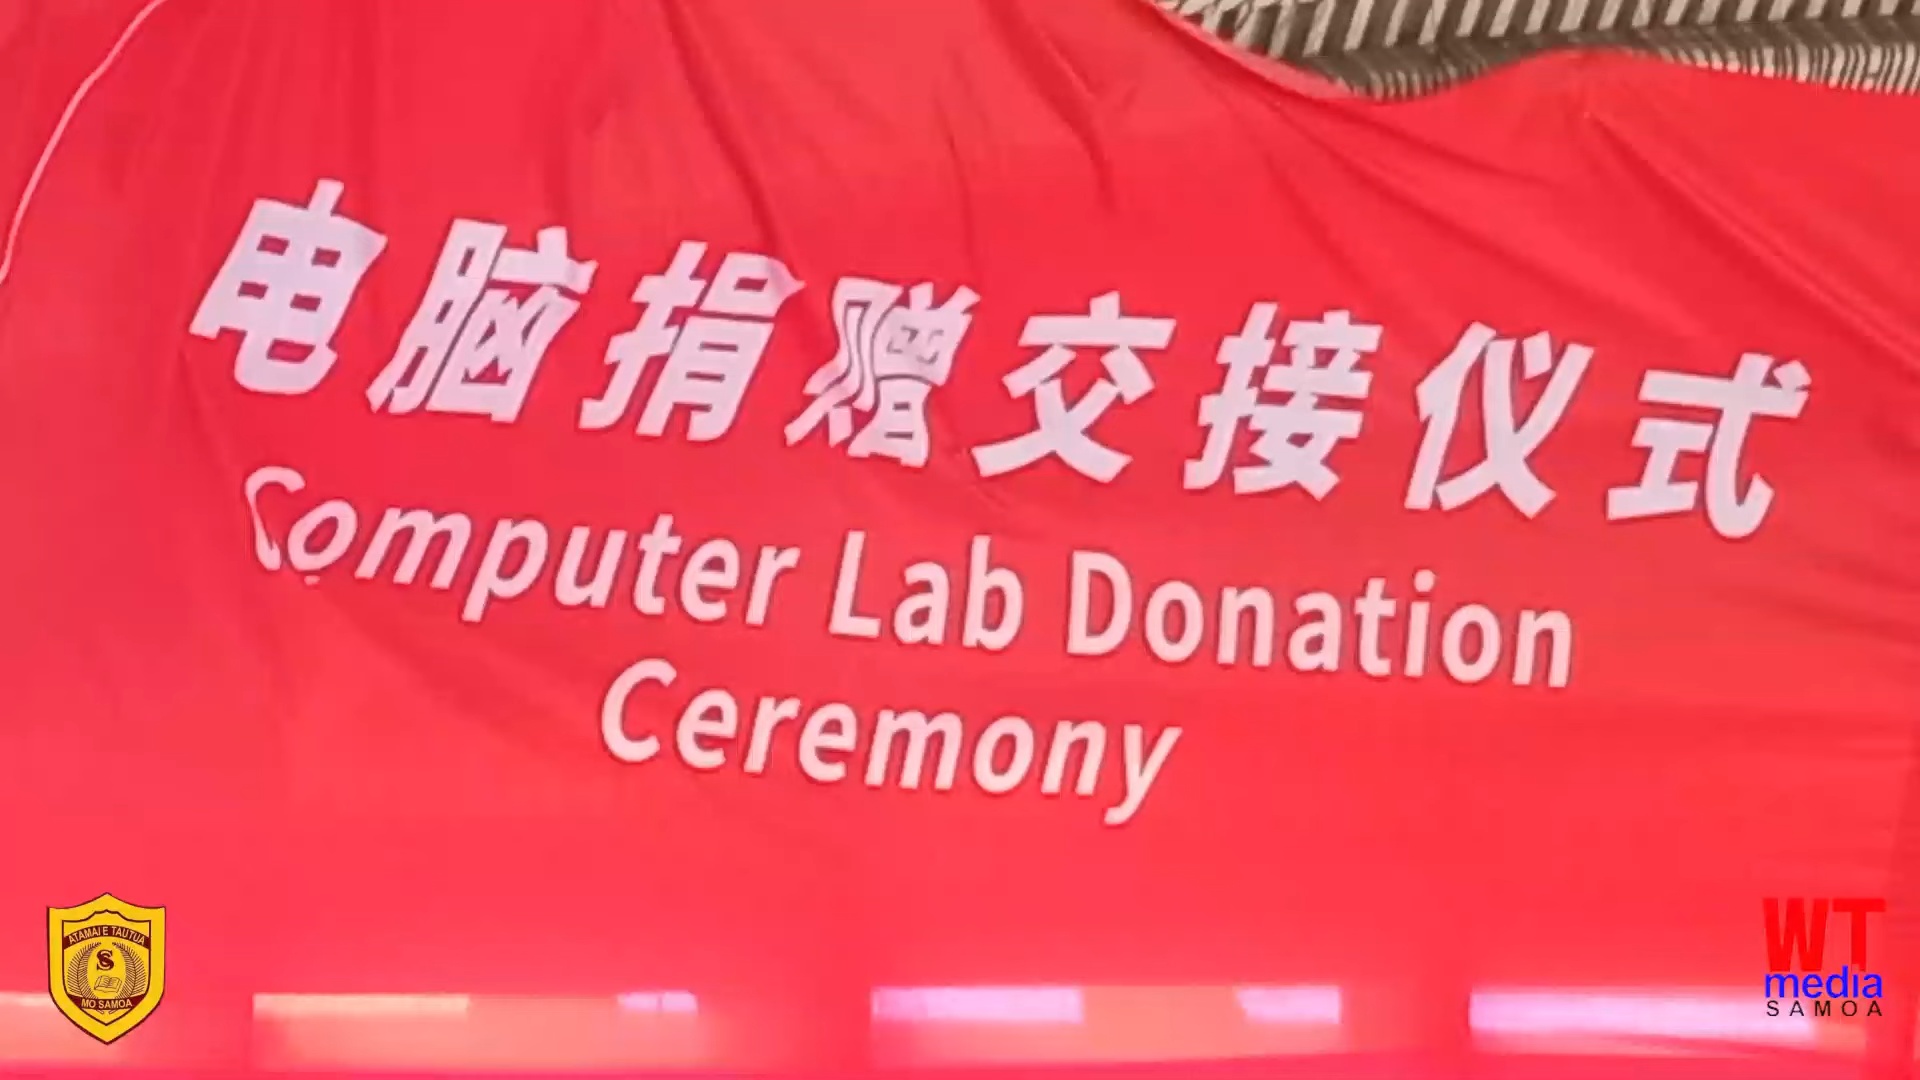 电脑捐赠交接仪式
Computer Lab Donation
Ceremony
ATAMAI E TAUTUA
SS
MO SAMOA
WT
media
SAMOA